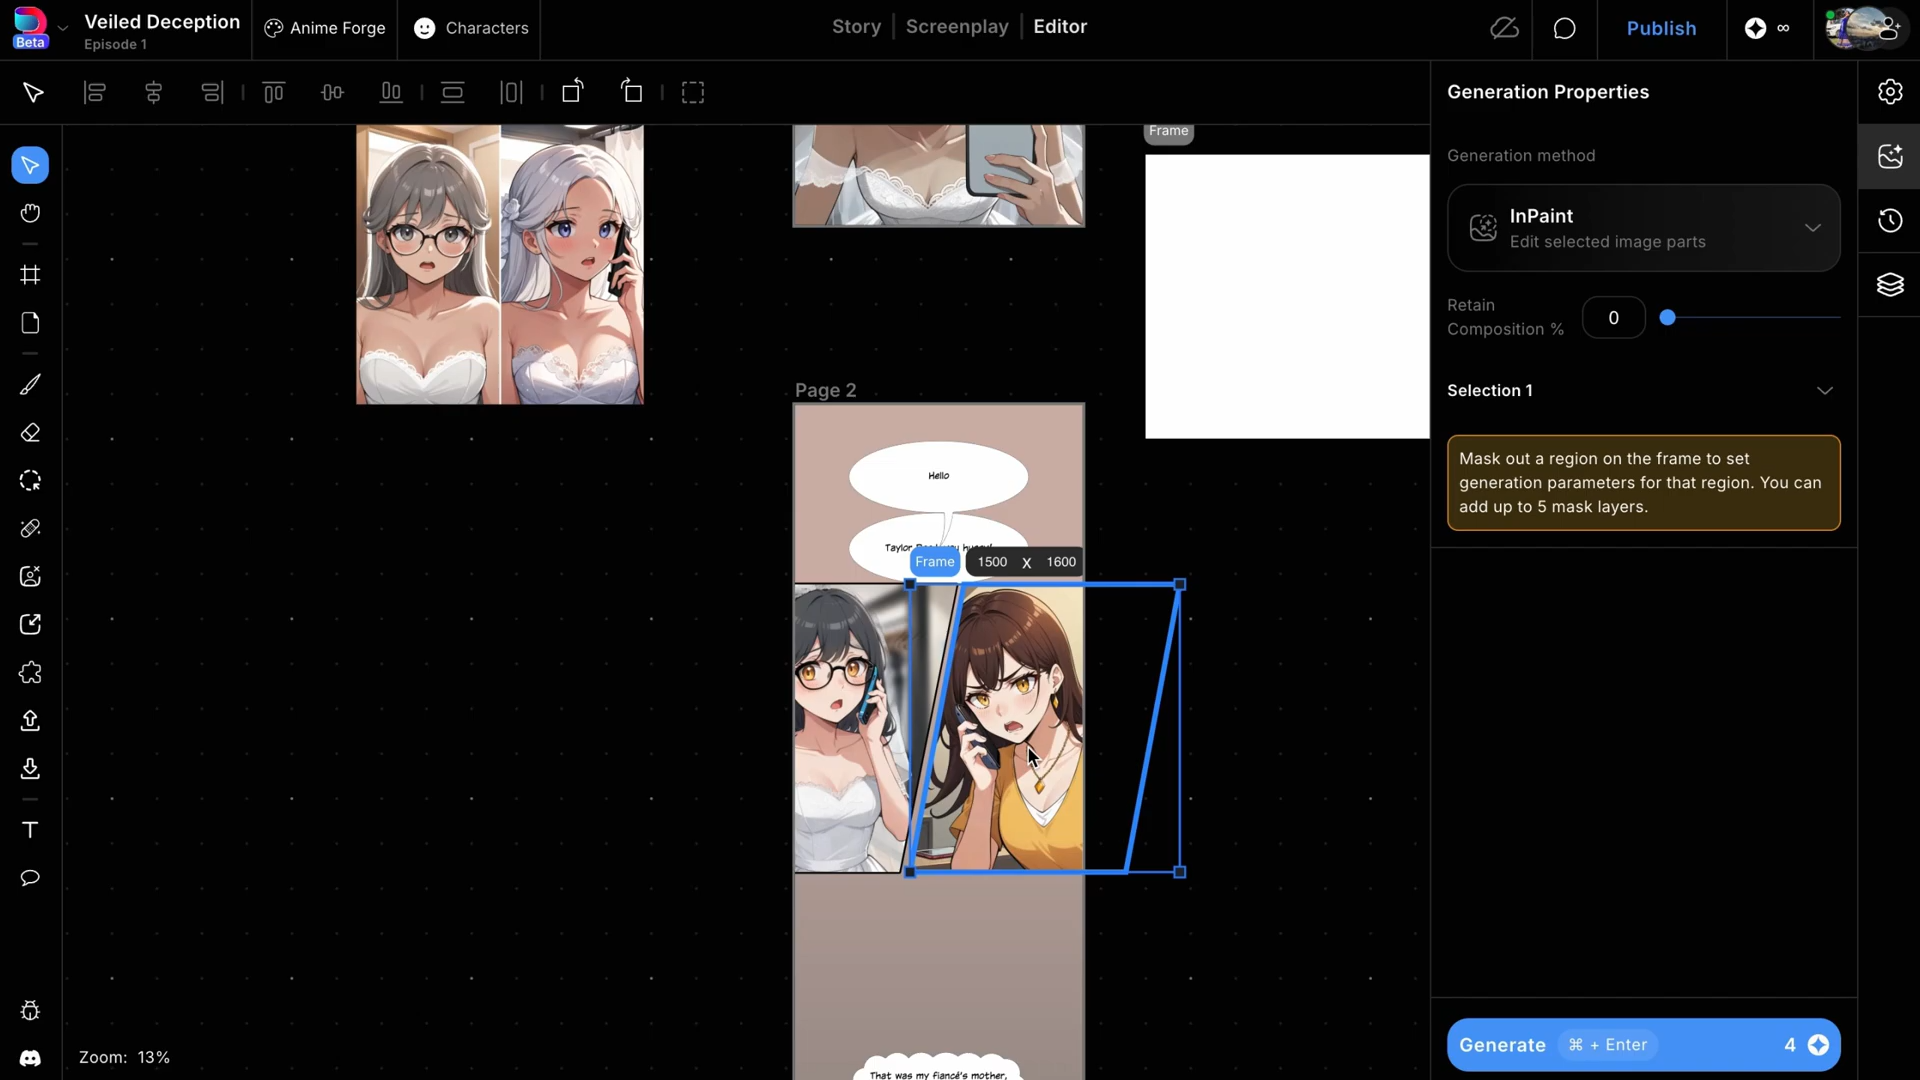 Beta
Veiled Deception
Episode 1
Anime Forge
Characters
Story
Screenplay
Editor
Publish
∞
Generation Properties
Generation method
InPaint
Edit selected image parts
Retain
Composition %
0
Selection 1
Mask out a region on the frame to set
generation parameters for that region. You can
add up to 5 mask layers.
Frame
Page 2
Hello
Taylor
Frame
1500 x 1600
That was my fiancé's mother,
T
Zoom: 13%
Generate
⌘ + Enter
4